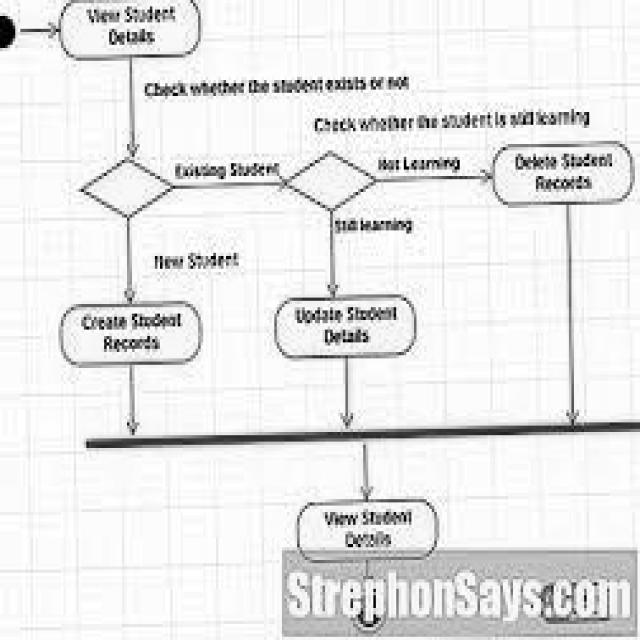 View Student
Details
Check whether the student exists or not
Check whether the student is still learning
Existing Student
Not Learning
Delete Student
Records
Still learning
New Student
Create Student
Records
Update Student
Details
View Student
Details
StrephonSays.com